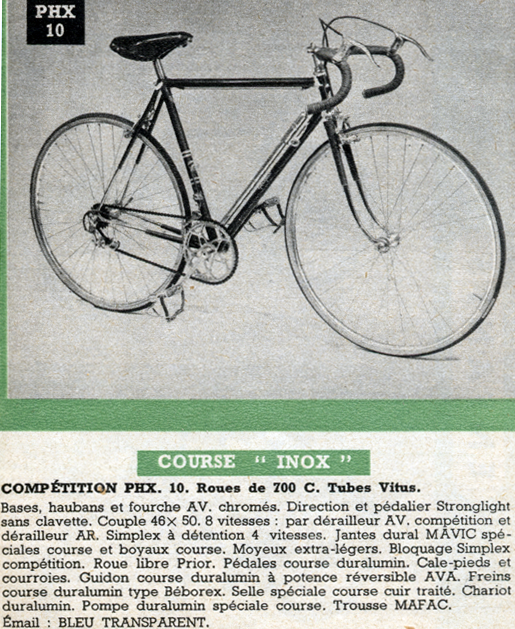 PHX
10
COURSE “ INOX ”
COMPÉTITION PHX. 10. Roues de 700 C. Tubes Vitus.
Bases, haubans et fourche AV. chromés. Direction et pédalier Stronglight
sans clavette. Couple 46× 50. 8 vitesses : par dérailleur AV. compétition et
dérailleur AR. Simplex à détention 4 vitesses. Jantes dural MAVIC spé-
ciales course et boyaux course. Moyeux extra-légers. Bloquage Simplex
compétition. Roue libre Prior. Pédales course duralumin. Cale-pieds et
courroies. Guidon course duralumin à potence réversible AVA. Freins
course duralumin type Béborex. Selle spéciale course cuir traité. Chariot
duralumin. Pompe duralumin spéciale course. Trousse MAFAC.
Émail : BLEU TRANSPARENT.